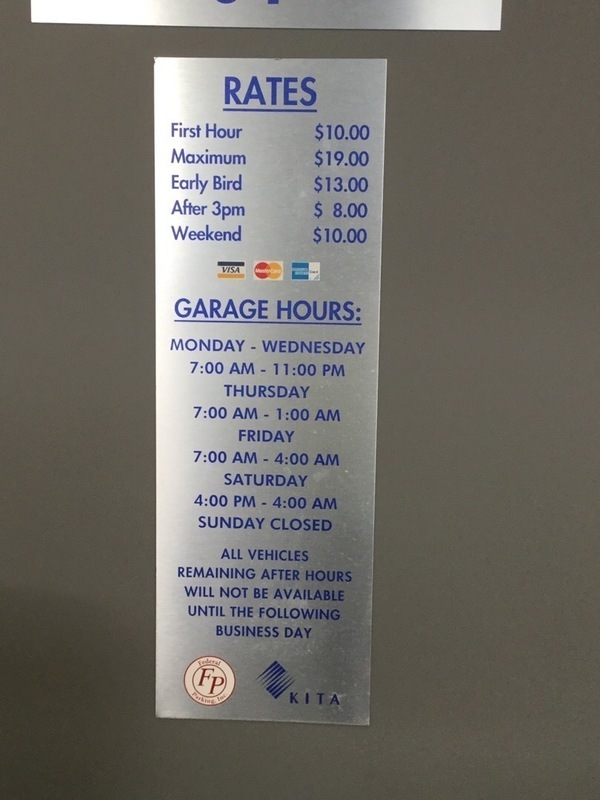 RATES
First Hour $10.00
Maximum $19.00
Early Bird $13.00
After 3pm $ 8.00
Weekend $10.00
VISA MasterCard
GARAGE HOURS:
MONDAY - WEDNESDAY
7:00 AM - 11:00 PM
THURSDAY
7:00 AM - 1:00 AM
FRIDAY
7:00 AM - 4:00 AM
SATURDAY
4:00 PM - 4:00 AM
SUNDAY CLOSED
ALL VEHICLES
REMAINING AFTER HOURS
WILL NOT BE AVAILABLE
UNTIL THE FOLLOWING
BUSINESS DAY
Federal
FP
Parking, Inc
KITA